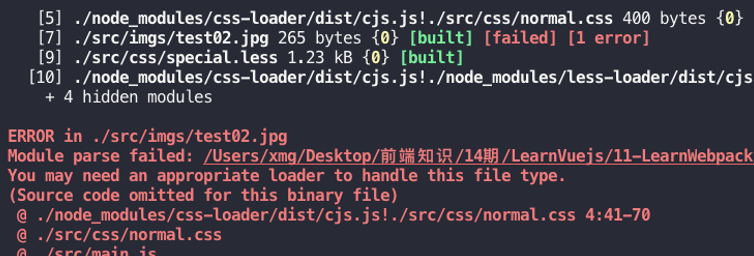 [5] ./node_modules/css-loader/dist/cjs.js!./src/css/normal.css 400 bytes {0}
[7] ./src/imgs/test02.jpg 265 bytes {0} [built] [failed] [1 error]
[9] ./src/css/special.less 1.23 kB {0} [built]
[10] ./node_modules/css-loader/dist/cjs.js!./node_modules/less-loader/dist/cjs
+ 4 hidden modules
ERROR in ./src/imgs/test02.jpg
Module parse failed: /Users/xmg/Desktop/前端知识/14期/LearnVuejs/11-LearnWebpack
You may need an appropriate loader to handle this file type.
(Source code omitted for this binary file)
@ ./node_modules/css-loader/dist/cjs.js!./src/css/normal.css 4:41-70
@ ./src/css/normal.css
@ ./src/main.js